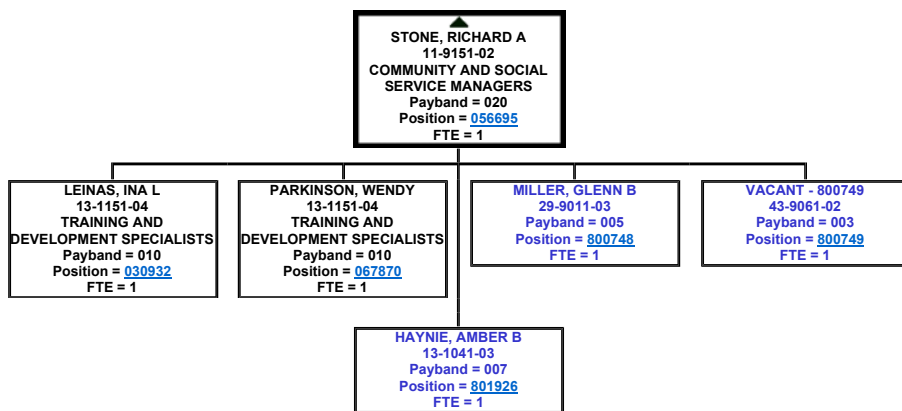 STONE, RICHARD A
11-9151-02
COMMUNITY AND SOCIAL
SERVICE MANAGERS
Payband = 020
Position = 056695
FTE = 1
LEINAS, INA L
13-1151-04
TRAINING AND
DEVELOPMENT SPECIALISTS
Payband = 010
Position = 030932
FTE = 1
PARKINSON, WENDY
13-1151-04
TRAINING AND
DEVELOPMENT SPECIALISTS
Payband = 010
Position = 067870
FTE = 1
MILLER, GLENN B
29-9011-03
Payband = 005
Position = 800748
FTE = 1
VACANT - 800749
43-9061-02
Payband = 003
Position = 800749
FTE = 1
HAYNIE, AMBER B
13-1041-03
Payband = 007
Position = 801926
FTE = 1